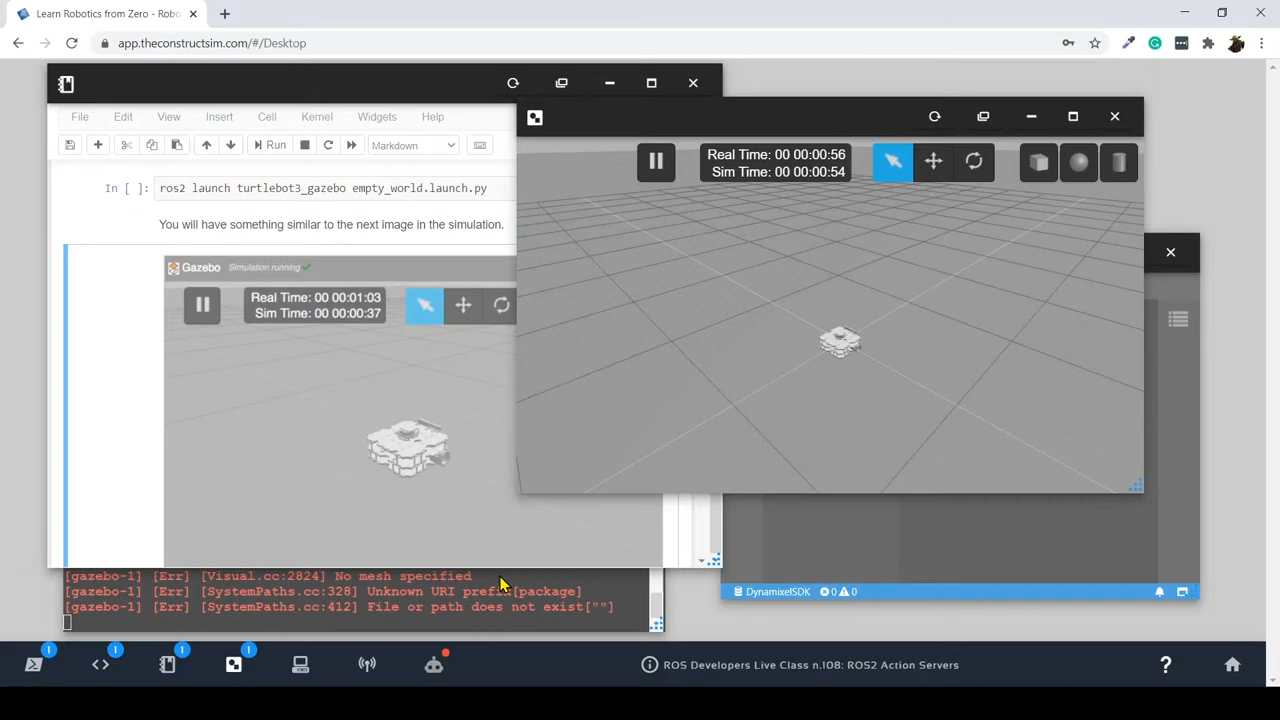 Learn Robotics from Zero - Robo
app.theconstructsim.com/#/Desktop
File Edit View Insert Cell Kernel Widgets Help
Run
Markdown
In [ ]: ros2 launch turtlebot3_gazebo empty_world.launch.py
You will have something similar to the next image in the simulation.
Gazebo Simulation running
Real Time: 00 00:01:03
Sim Time: 00 00:00:37
Real Time: 00 00:00:56
Sim Time: 00 00:00:54
[gazebo-1] [Err] [Visual.cc:2824] No mesh specified
[gazebo-1] [Err] [SystemPaths.cc:328] Unknown URI prefix[package]
[gazebo-1] [Err] [SystemPaths.cc:412] File or path does not exist[""]
DynamixelSDK 0 0
1 1 1 1
ROS Developers Live Class n.108: ROS2 Action Servers
?